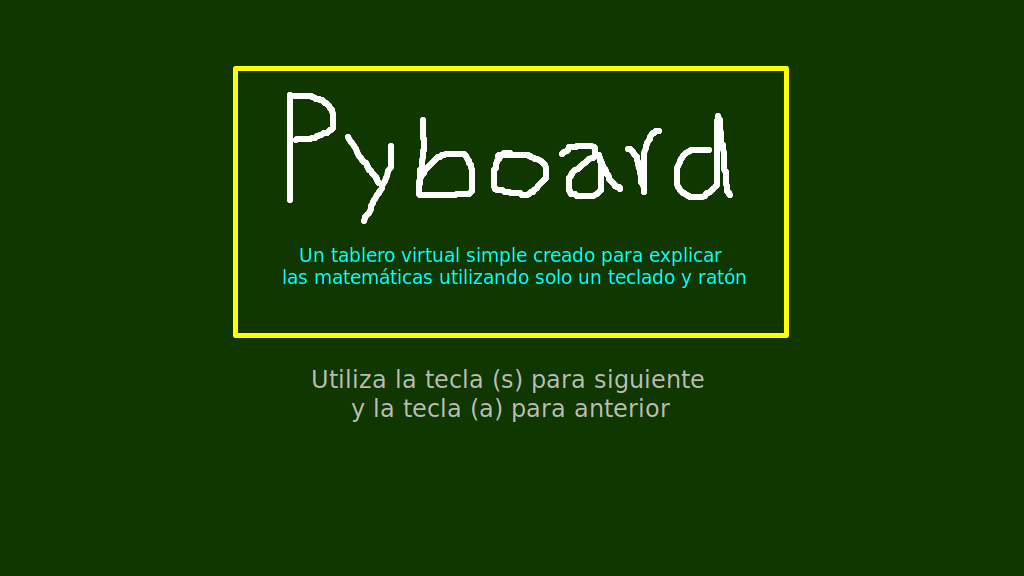 Pyboard
Un tablero virtual simple creado para explicar
las matemáticas utilizando solo un teclado y ratón
Utiliza la tecla (s) para siguiente
y la tecla (a) para anterior